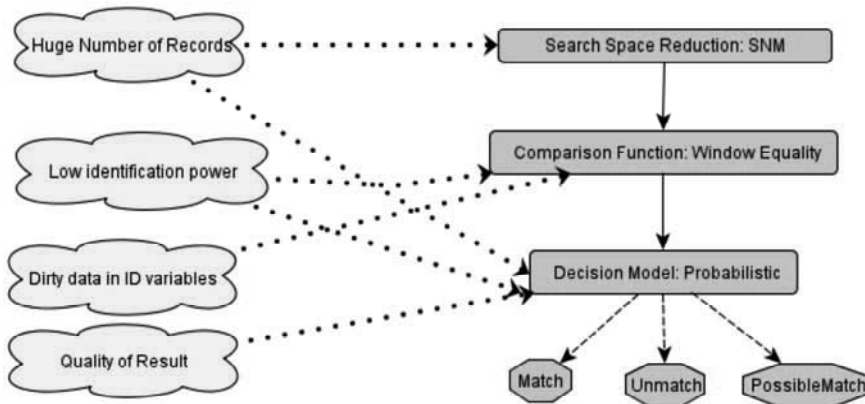 Huge Number of Records
Search Space Reduction: SNM
Low identification power
Comparison Function: Window Equality
Dirty data in ID variables
Decision Model: Probabilistic
Quality of Result
Match
Unmatch
PossibleMatch